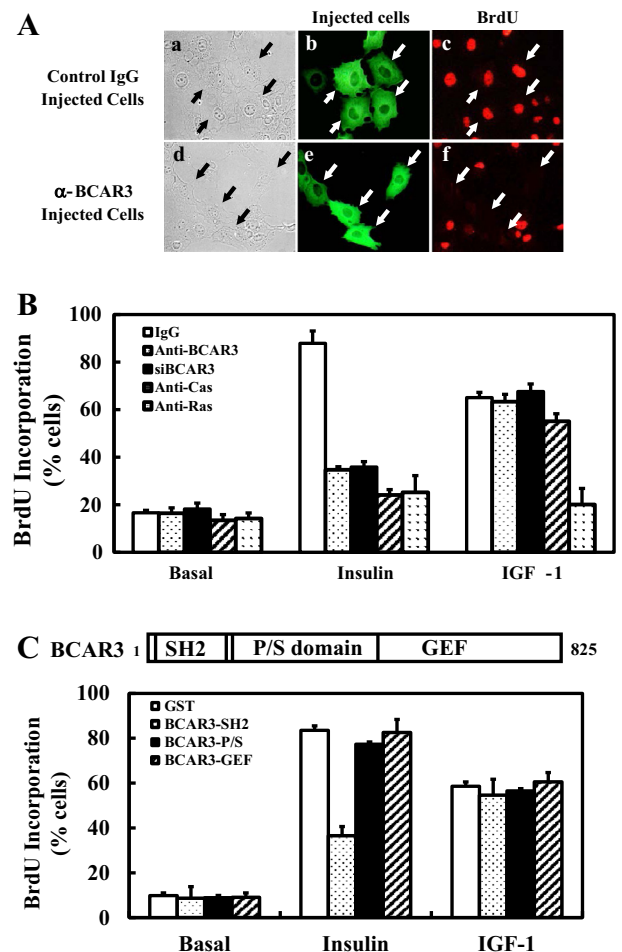 A
Injected cells
BrdU
Control IgG
Injected Cells
a
b
c
α-BCAR3
Injected Cells
d
e
f
B
BrdU Incorporation
(% cells)
100
80
60
40
20
0
IgG
Anti-BCAR3
siBCAR3
Anti-Cas
Anti-Ras
Basal
Insulin
IGF -1
C
BCAR3 1 SH2 P/S domain GEF 825
BrdU Incorporation
(% cells)
100
80
60
40
20
0
GST
BCAR3-SH2
BCAR3-P/S
BCAR3-GEF
Basal
Insulin
IGF-1